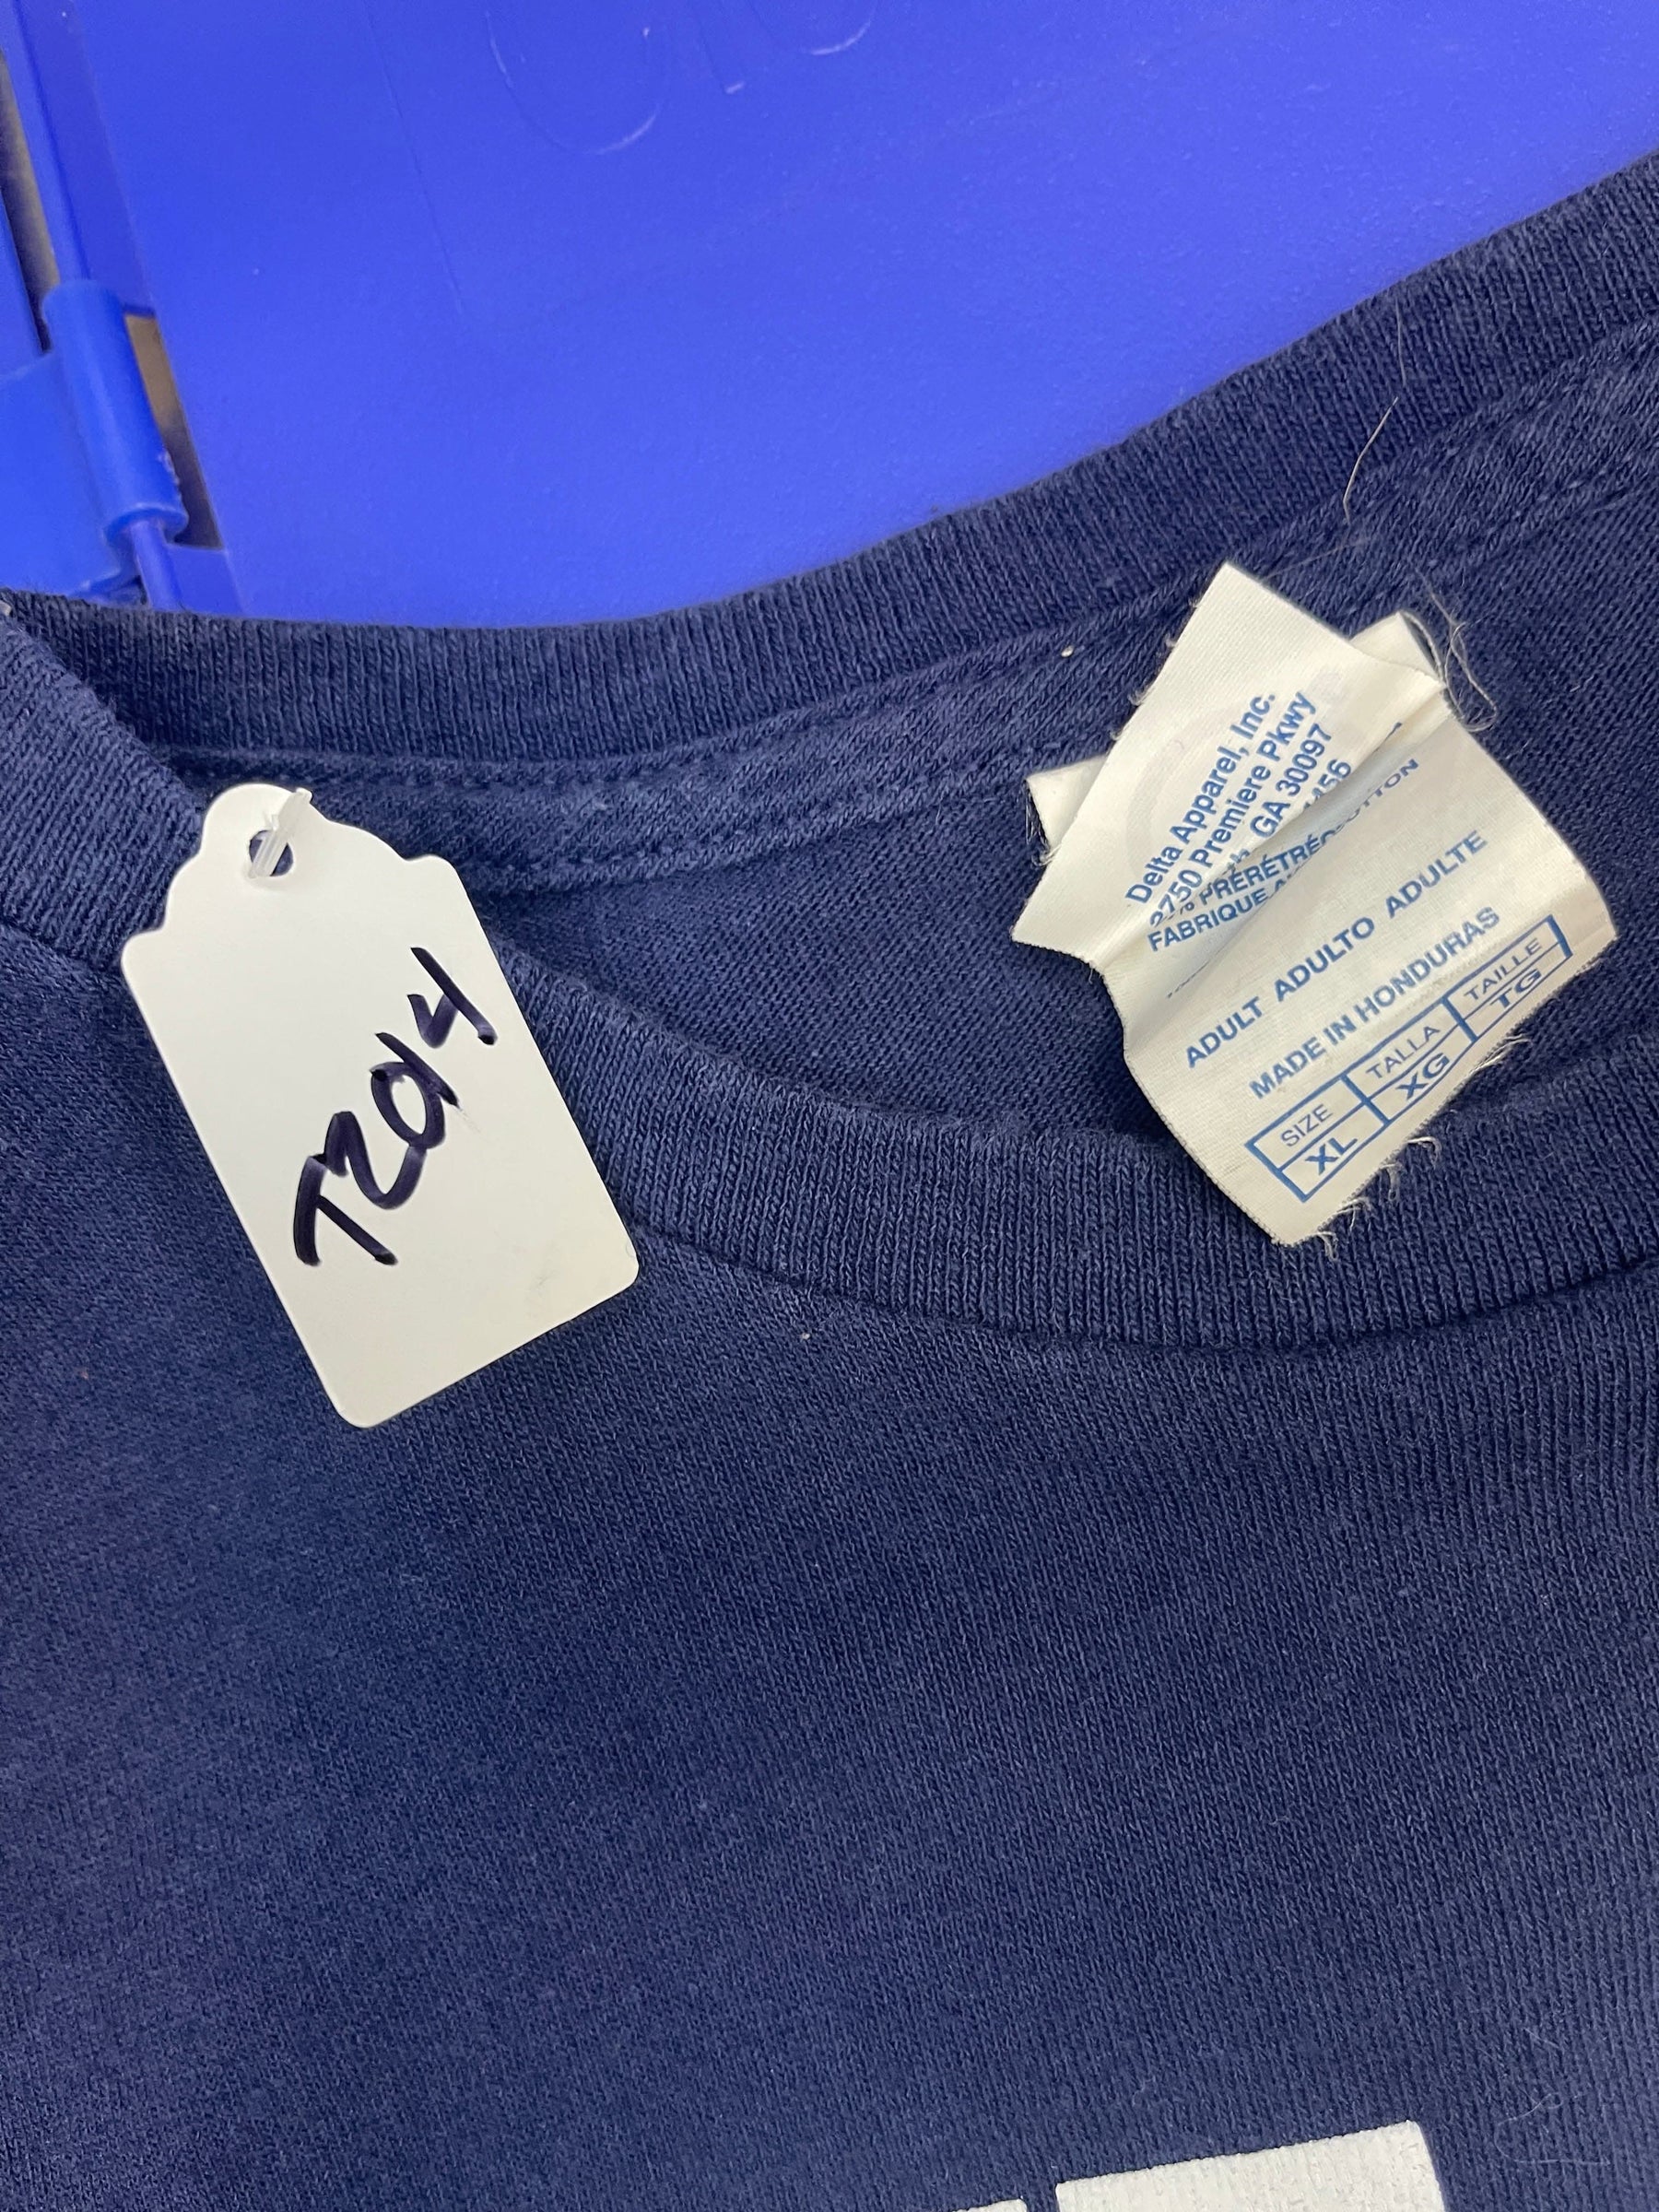 T204
Delta Apparel, Inc.
2750 Premiere Pkwy
GA 30097
PRÉRÉTRÉC
FABRIQUE
ADULT ADULTO ADULTE
MADE IN HONDURAS
SIZE TALLA TAILLE
XL XG TG